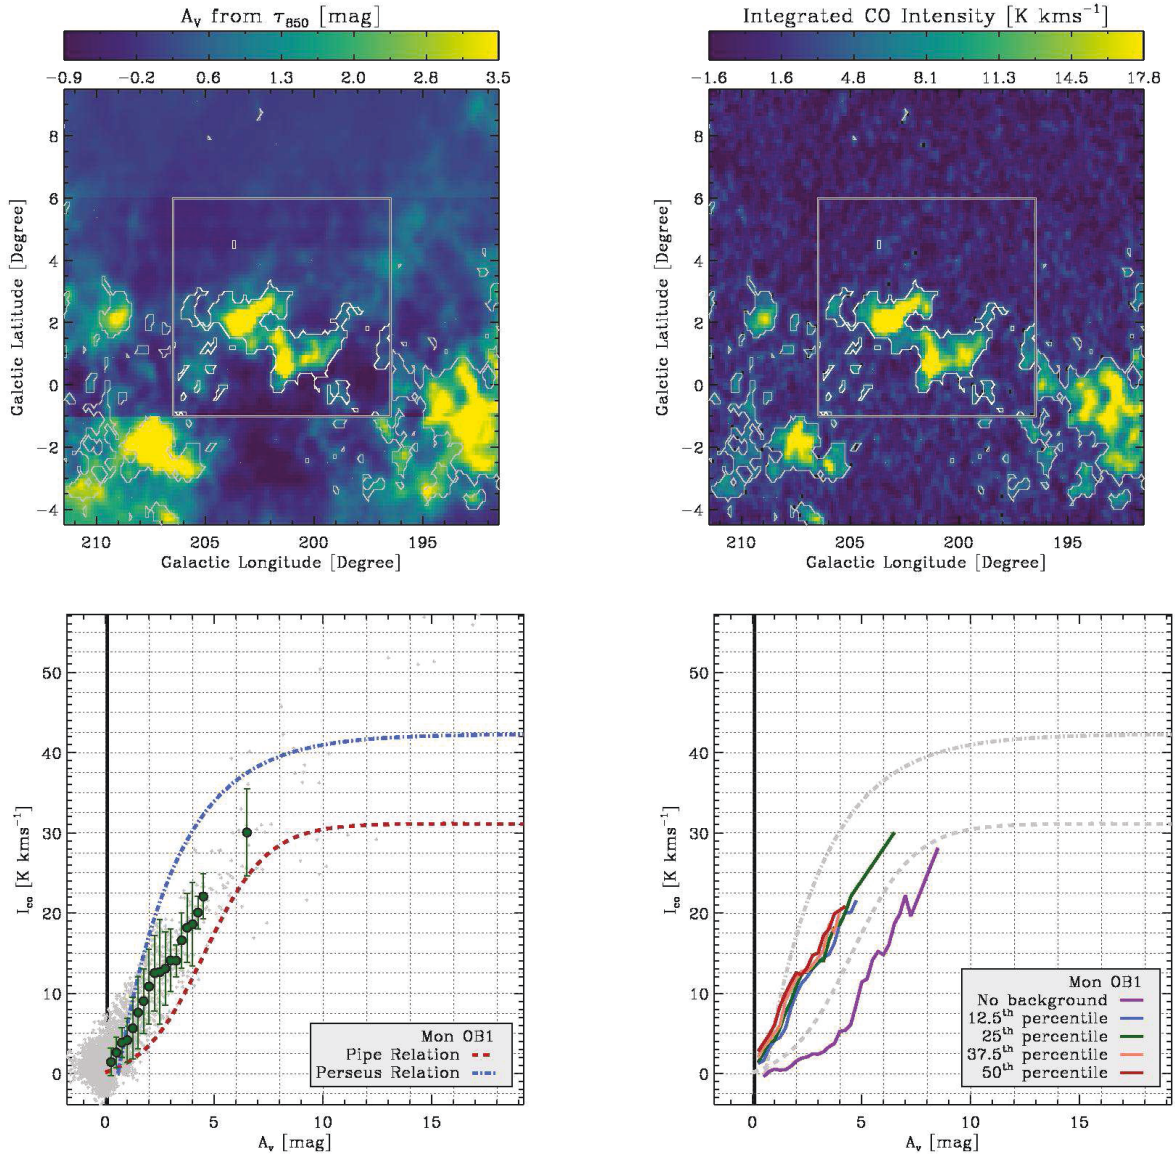 A_V from τ_850 [mag]
−0.9 −0.2 0.6 1.3 2.0 2.8 3.5
8
6
4
2
0
−2
−4
Galactic Latitude [Degree]
210 205 200 195
Galactic Longitude [Degree]
Integrated CO Intensity [K kms⁻¹]
−1.6 1.6 4.8 8.1 11.3 14.5 17.8
8
6
4
2
0
−2
−4
Galactic Latitude [Degree]
210 205 200 195
Galactic Longitude [Degree]
50
40
30
20
10
0
I_co [K kms⁻¹]
Mon OB1
Pipe Relation
Perseus Relation
0 5 10 15
A_v [mag]
50
40
30
20
10
0
I_co [K kms⁻¹]
Mon OB1
No background
12.5th percentile
25th percentile
37.5th percentile
50th percentile
0 5 10 15
A_v [mag]